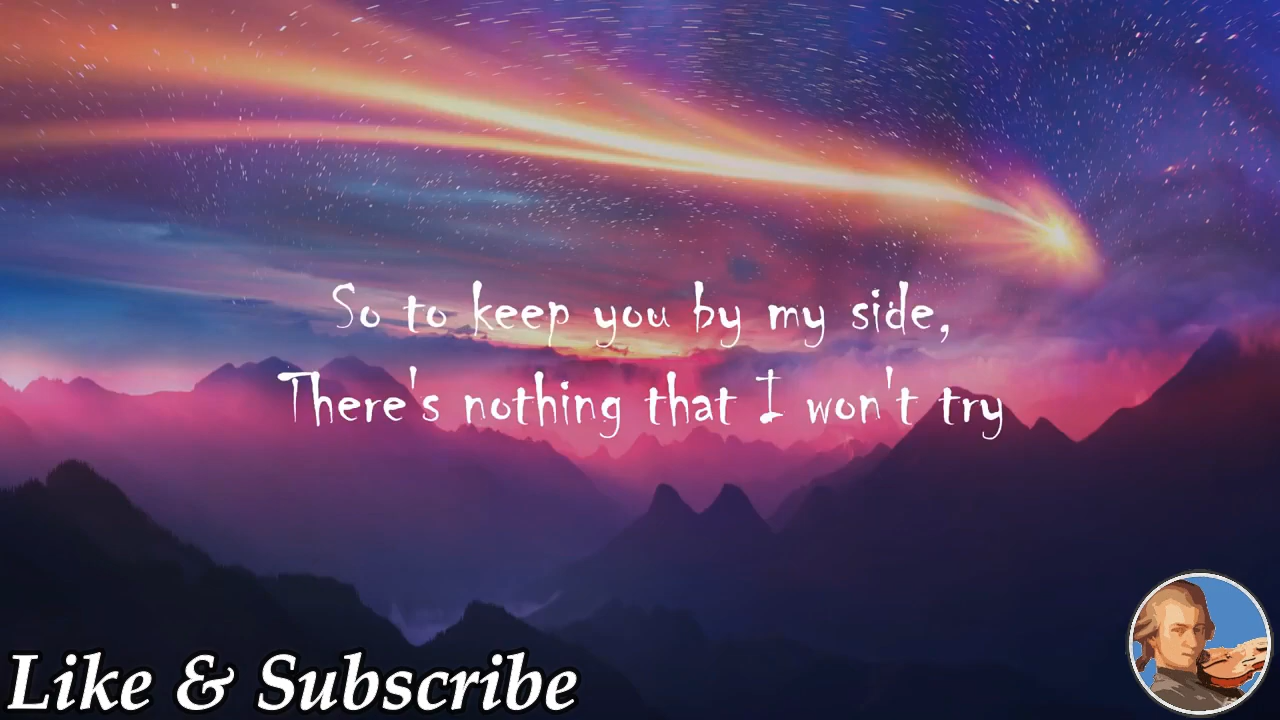 So to keep you by my side,
There's nothing that I won't try
Like & Subscribe